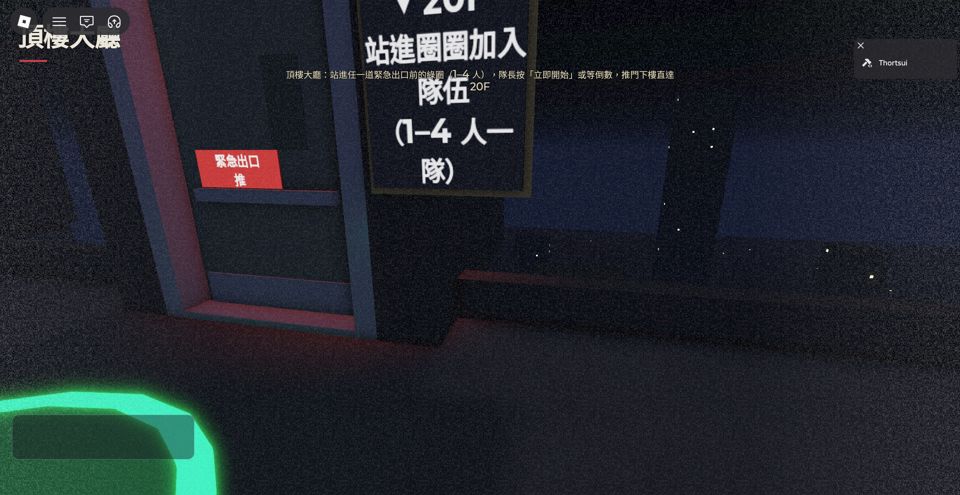 頂樓大廳
▼ 20F
站進圈圈加入
隊伍
(1–4 人一
隊)
頂樓大廳：站進任一道緊急出口前的綠圈（1–4 人），隊長按「立即開始」或等倒數，推門下樓直達
20F
緊急出口
推
Thortsui